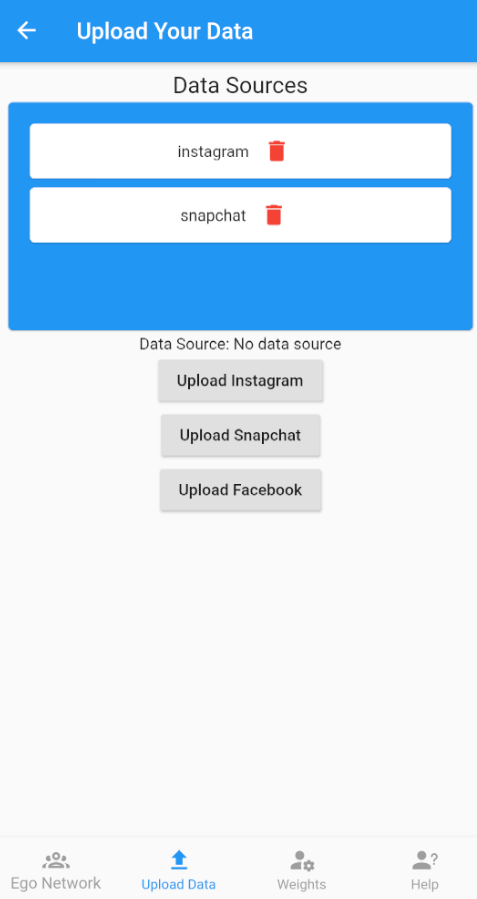 Upload Your Data
Data Sources
instagram
snapchat
Data Source: No data source
Upload Instagram
Upload Snapchat
Upload Facebook
Ego Network
Upload Data
Weights
Help